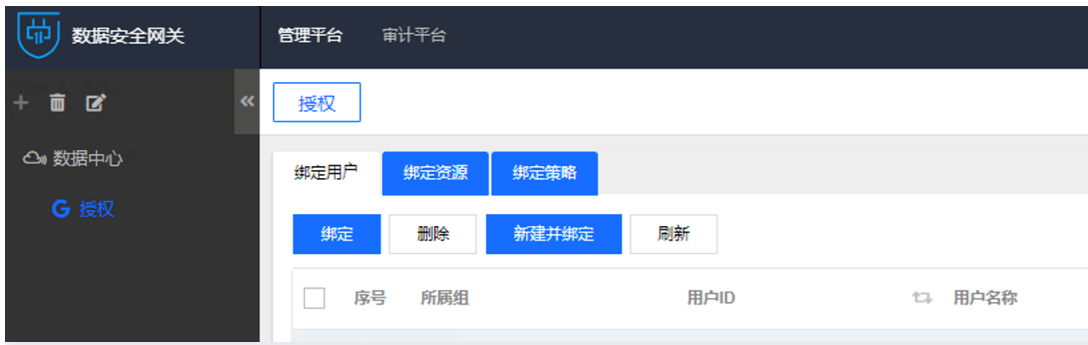 数据安全网关 管理平台 审计平台
授权
数据中心
授权
绑定用户 绑定资源 绑定策略
绑定 删除 新建并绑定 刷新
序号 所属组 用户ID 用户名称